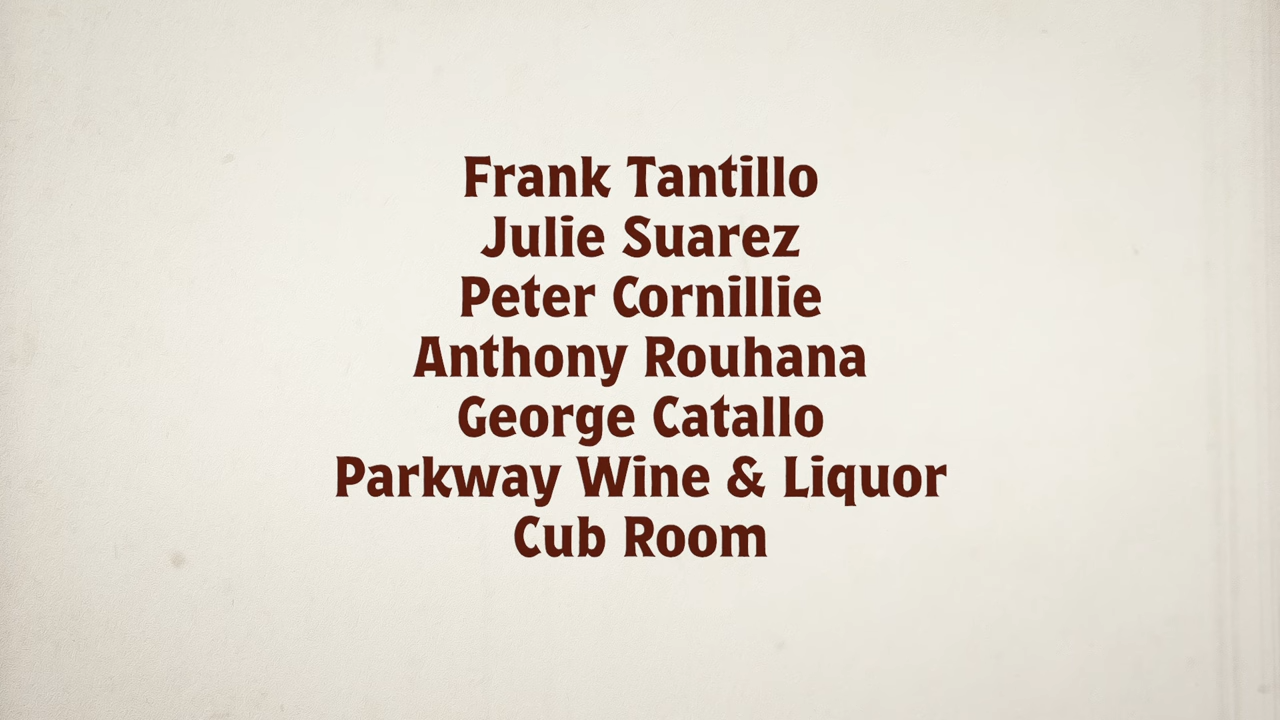 Frank Tantillo
Julie Suarez
Peter Cornillie
Anthony Rouhana
George Catallo
Parkway Wine & Liquor
Cub Room